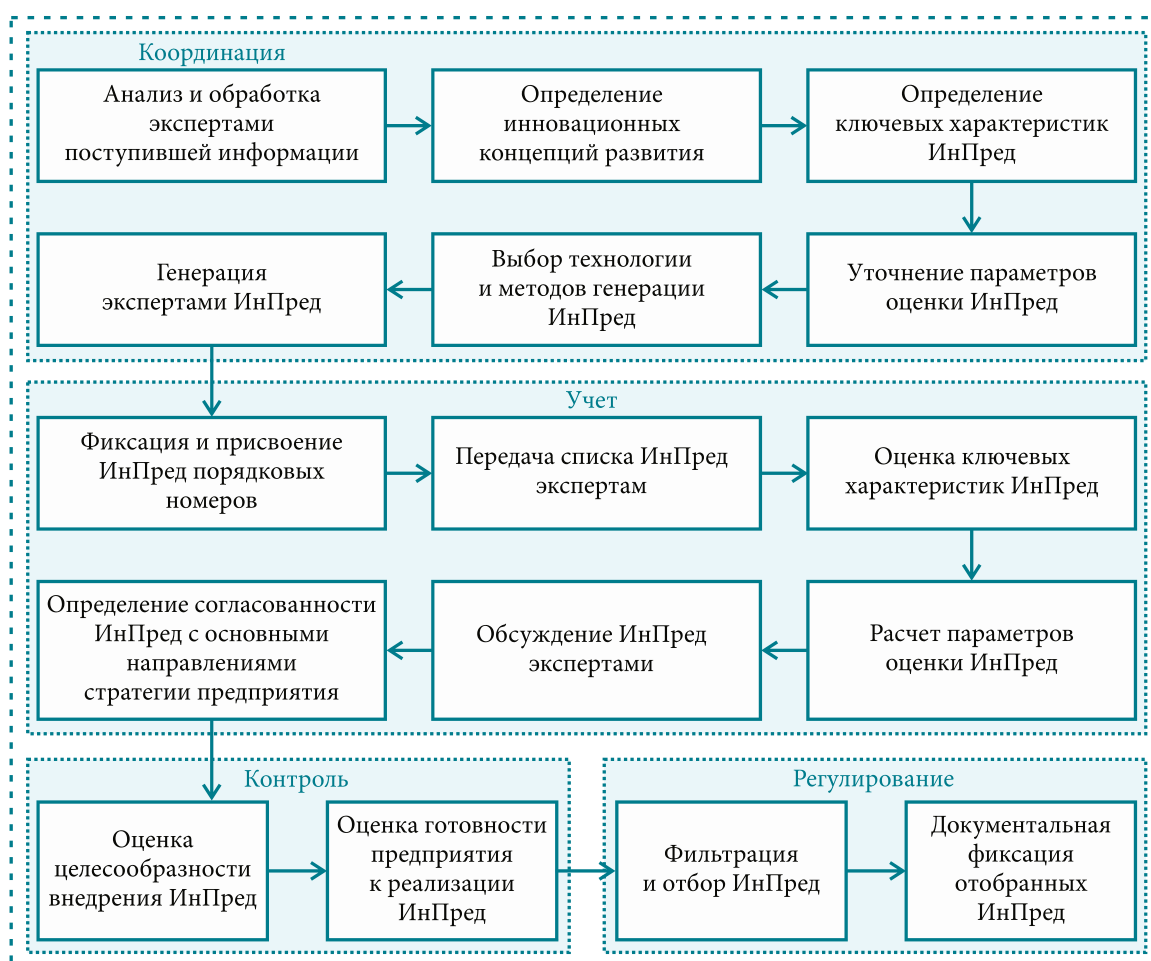 Координация
Анализ и обработка
экспертами
поступившей информации
Определение
инновационных
концепций развития
Определение
ключевых характеристик
ИнПред
Генерация
экспертами ИнПред
Выбор технологии
и методов генерации
ИнПред
Уточнение параметров
оценки ИнПред
Учет
Фиксация и присвоение
ИнПред порядковых
номеров
Передача списка ИнПред
экспертам
Оценка ключевых
характеристик ИнПред
Определение согласованности
ИнПред с основными
направлениями
стратегии предприятия
Обсуждение ИнПред
экспертами
Расчет параметров
оценки ИнПред
Контроль
Оценка
целесообразности
внедрения ИнПред
Оценка готовности
предприятия
к реализации
ИнПред
Регулирование
Фильтрация
и отбор ИнПред
Документальная
фиксация
отобранных
ИнПред